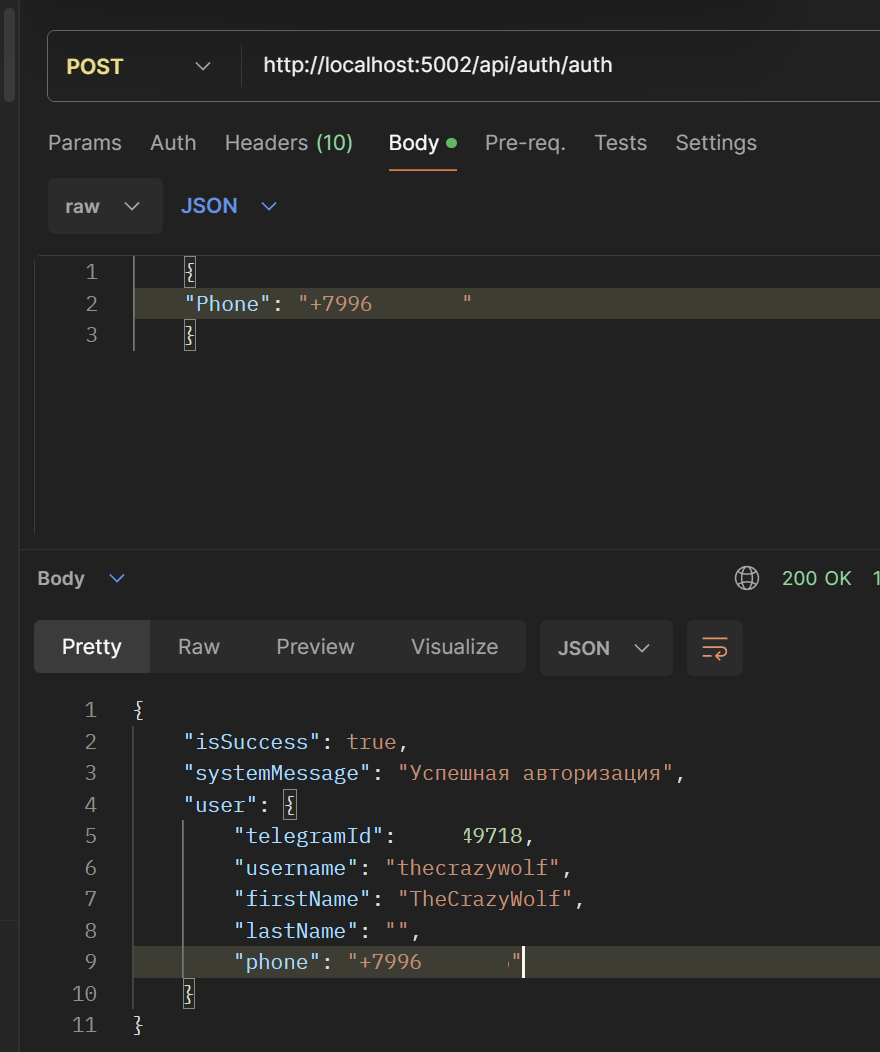 POST http://localhost:5002/api/auth/auth
Params Auth Headers (10) Body Pre-req. Tests Settings
raw JSON
1 {
2 "Phone": "+7996 "
3 }
Body 200 OK 1
Pretty Raw Preview Visualize JSON
1 {
2 "isSuccess": true,
3 "systemMessage": "Успешная авторизация",
4 "user": {
5 "telegramId": 49718,
6 "username": "thecrazywolf",
7 "firstName": "TheCrazyWolf",
8 "lastName": "",
9 "phone": "+7996 "
10 }
11 }